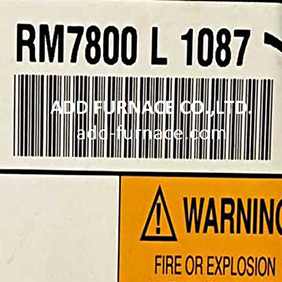 RM7800 L 1087
ADD FURNACE CO.,LTD.
add-furnace.com
WARNING
FIRE OR EXPLOSION